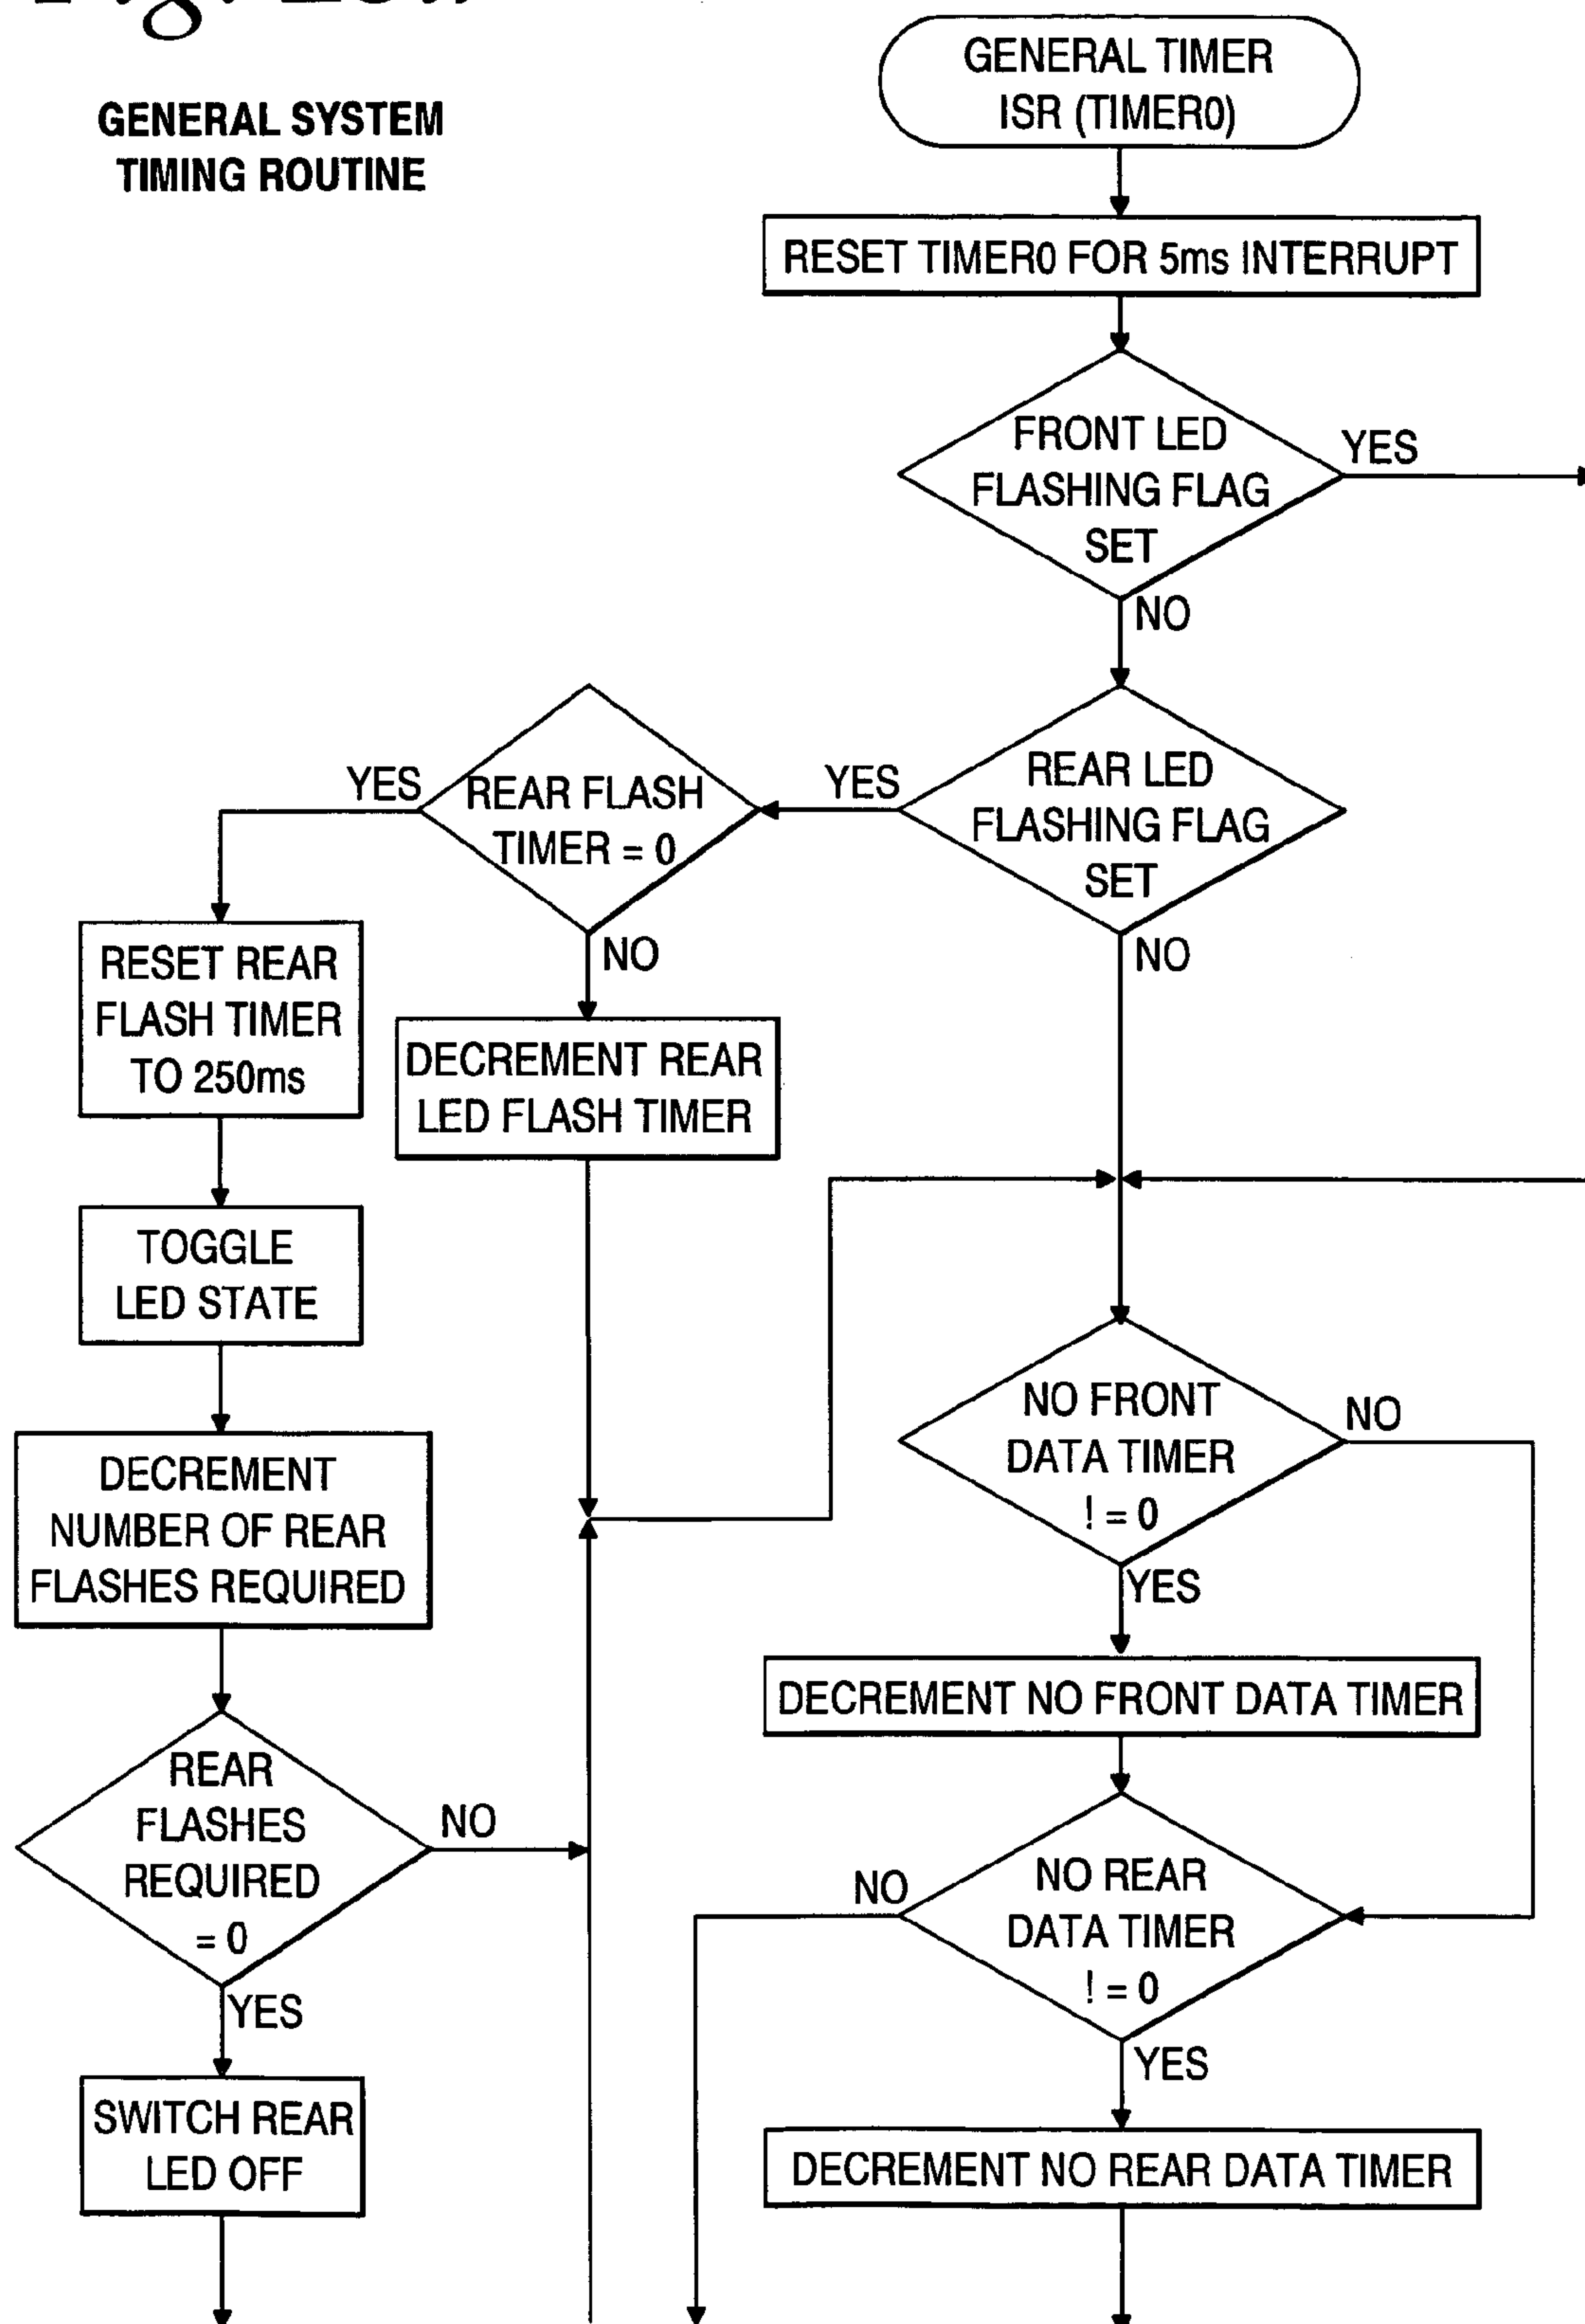 GENERAL SYSTEM
TIMING ROUTINE
GENERAL TIMER
ISR (TIMER0)
RESET TIMER0 FOR 5ms INTERRUPT
FRONT LED
FLASHING FLAG
SET
YES
NO
REAR LED
FLASHING FLAG
SET
YES
NO
REAR FLASH
TIMER = 0
YES
NO
RESET REAR
FLASH TIMER
TO 250ms
DECREMENT REAR
LED FLASH TIMER
TOGGLE
LED STATE
DECREMENT
NUMBER OF REAR
FLASHES REQUIRED
REAR
FLASHES
REQUIRED
= 0
NO
YES
SWITCH REAR
LED OFF
NO FRONT
DATA TIMER
! = 0
NO
YES
DECREMENT NO FRONT DATA TIMER
NO REAR
DATA TIMER
! = 0
NO
YES
DECREMENT NO REAR DATA TIMER